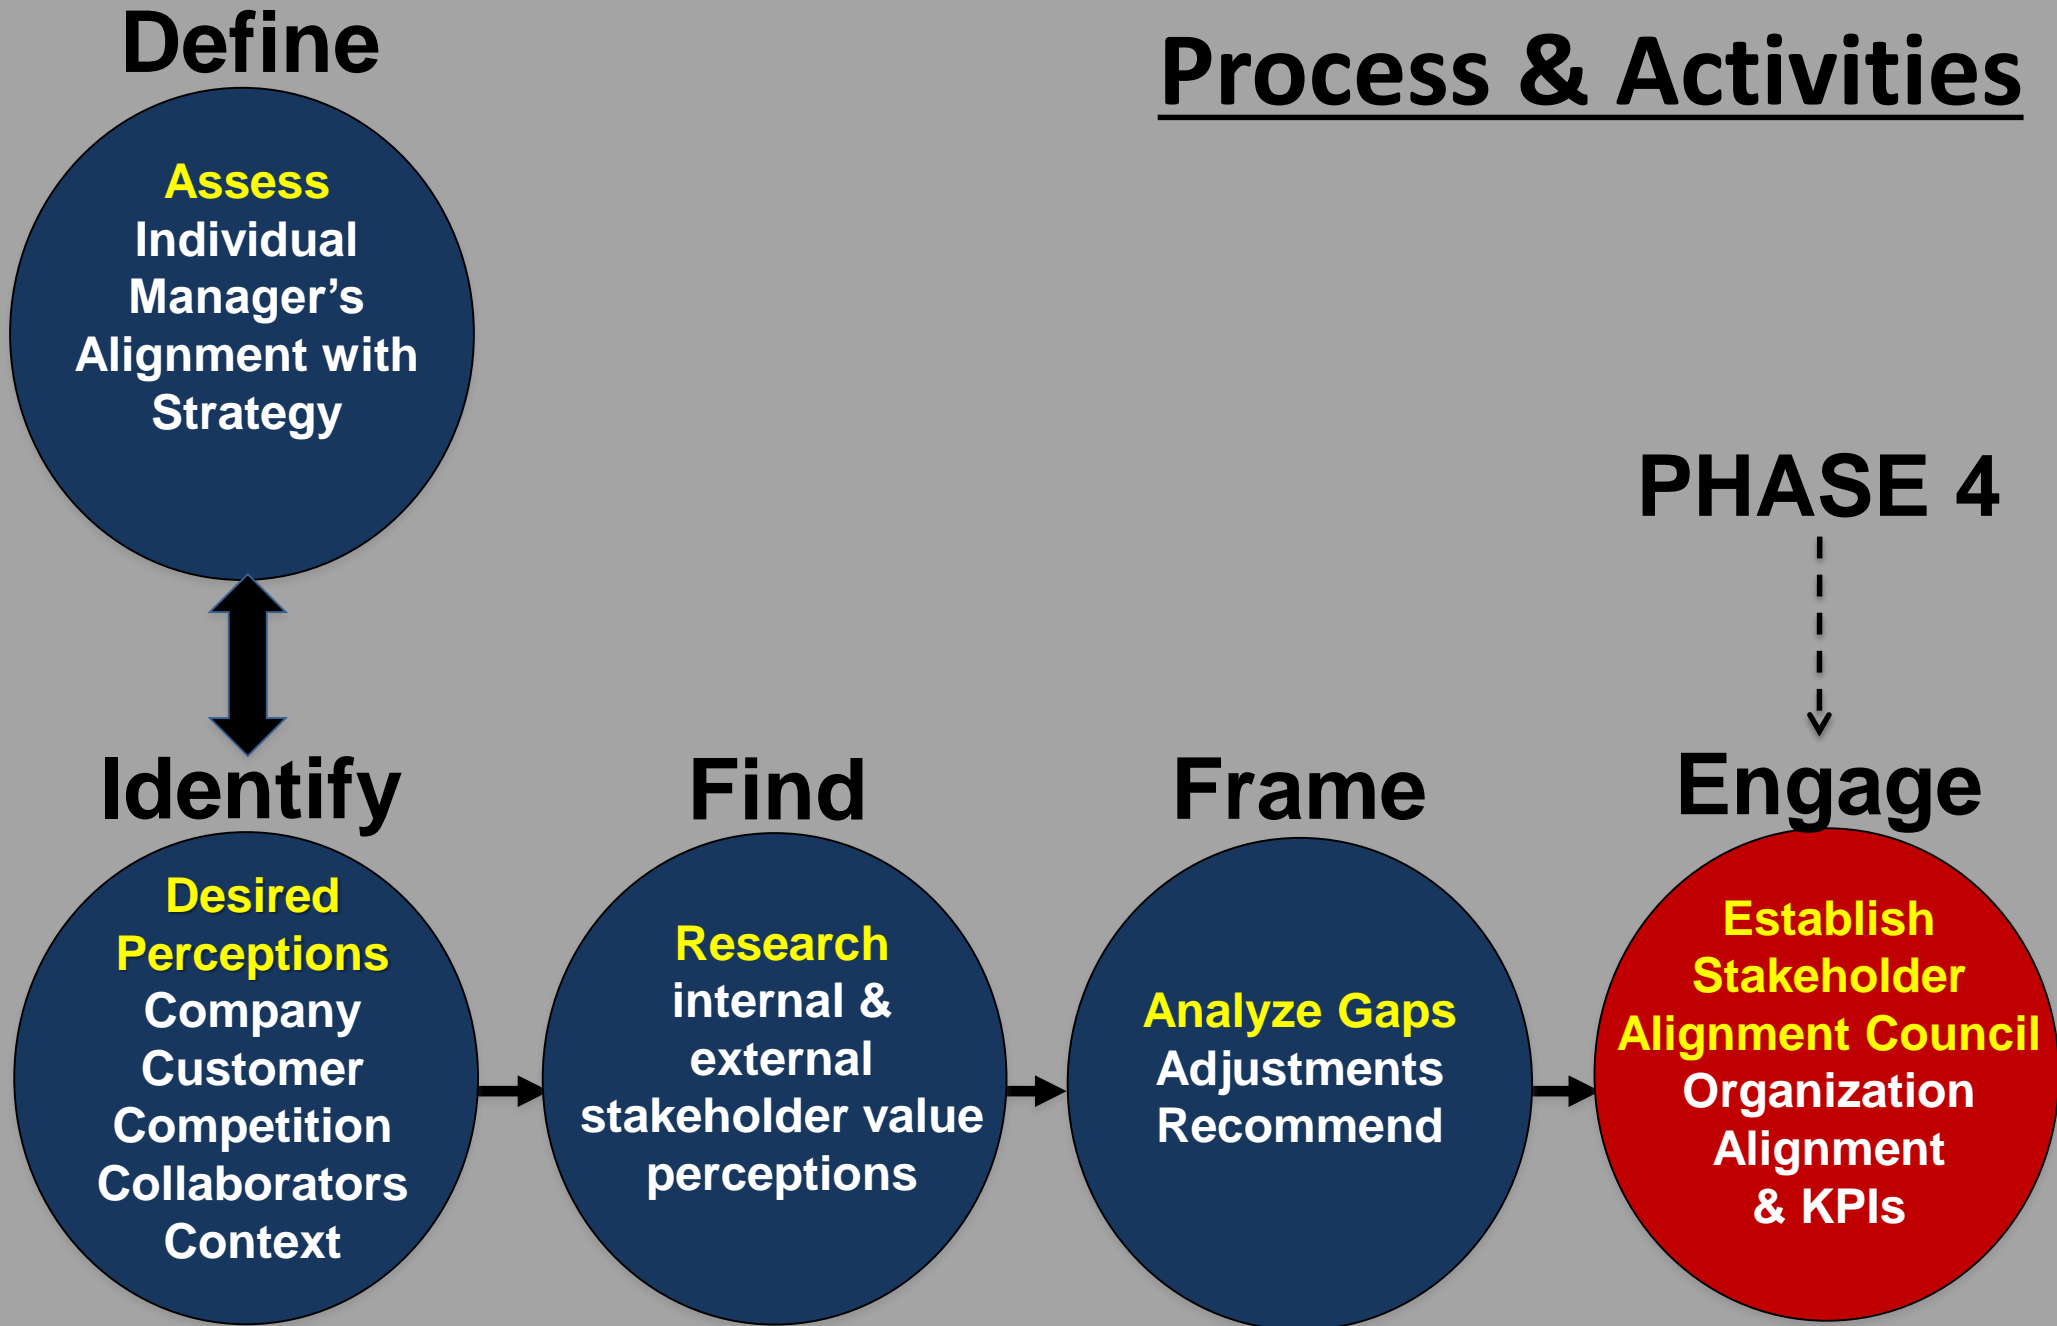 Define
Process & Activities
Assess
Individual
Manager’s
Alignment with
Strategy
PHASE 4
Identify
Find
Frame
Engage
Desired
Perceptions
Company
Customer
Competition
Collaborators
Context
Research
internal &
external
stakeholder value
perceptions
Analyze Gaps
Adjustments
Recommend
Establish
Stakeholder
Alignment Council
Organization
Alignment
& KPIs